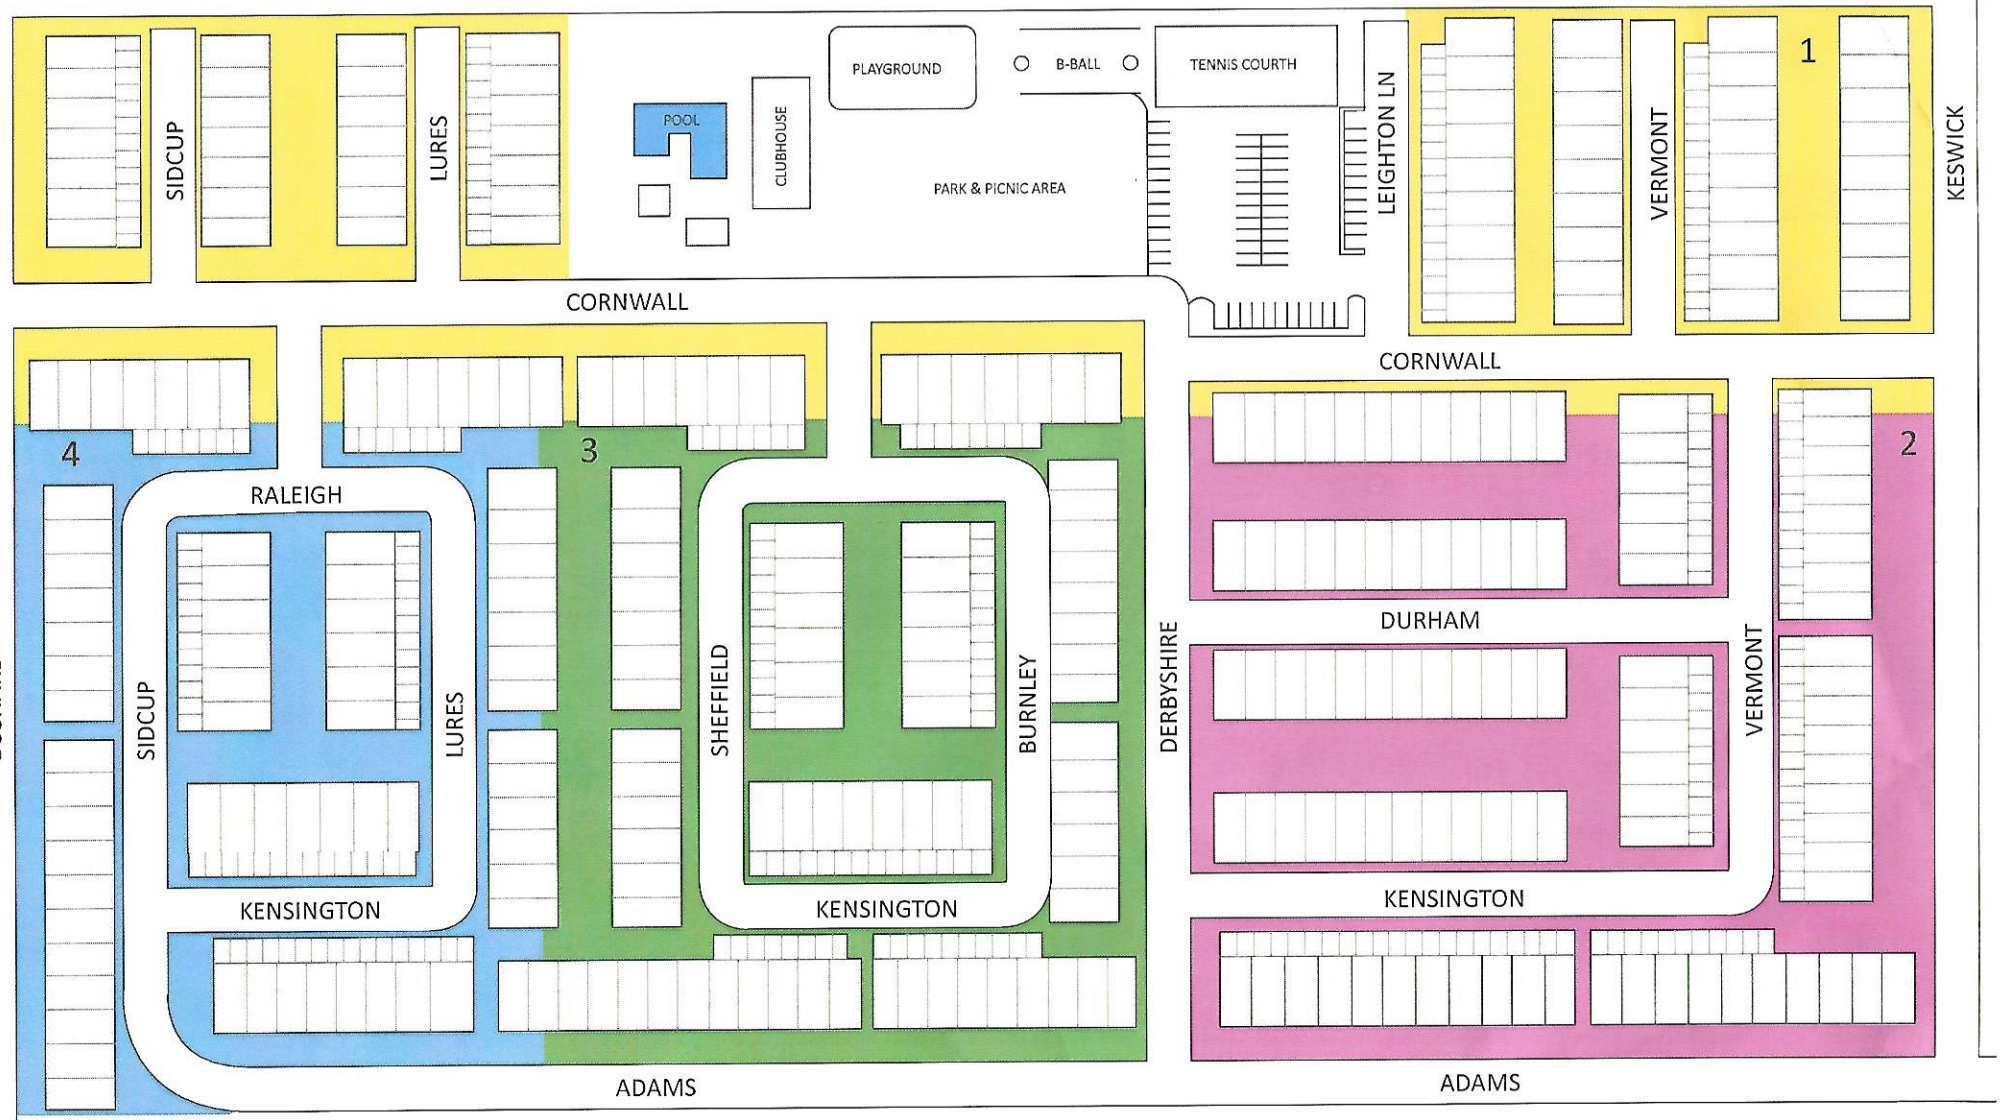 PLAYGROUND
B-BALL
TENNIS COURTH
1
SIDCUP
LURES
POOL
CLUBHOUSE
LEIGHTON LN
VERMONT
KESWICK
PARK & PICNIC AREA
CORNWALL
CORNWALL
4
3
2
RALEIGH
DURHAM
SIDCUP
LURES
SHEFFIELD
BURNLEY
DERBYSHIRE
VERMONT
KENSINGTON
KENSINGTON
KENSINGTON
ADAMS
ADAMS